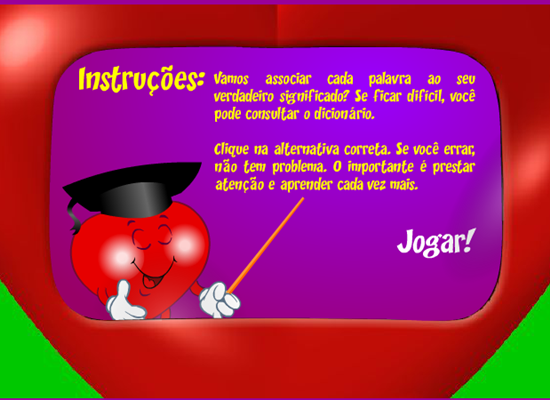 Instruções:
Vamos associar cada palavra ao seu
verdadeiro significado? Se ficar difícil, você
pode consultar o dicionário.
Clique na alternativa correta. Se você errar,
não tem problema. O importante é prestar
atenção e aprender cada vez mais.
Jogar!